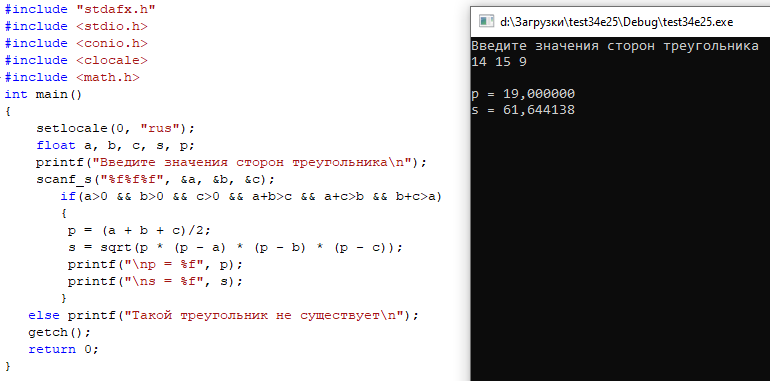 #include "stdafx.h"
#include <stdio.h>
#include <conio.h>
#include <clocale>
#include <math.h>
int main()
{
setlocale(0, "rus");
float a, b, c, s, p;
printf("Введите значения сторон треугольника\n");
scanf_s("%f%f%f", &a, &b, &c);
if(a>0 && b>0 && c>0 && a+b>c && a+c>b && b+c>a)
{
p = (a + b + c)/2;
s = sqrt(p * (p - a) * (p - b) * (p - c));
printf("\np = %f", p);
printf("\ns = %f", s);
}
else printf("Такой треугольник не существует\n");
getch();
return 0;
}
d:\Загрузки\test34e25\Debug\test34e25.exe
Введите значения сторон треугольника
14 15 9
p = 19,000000
s = 61,644138